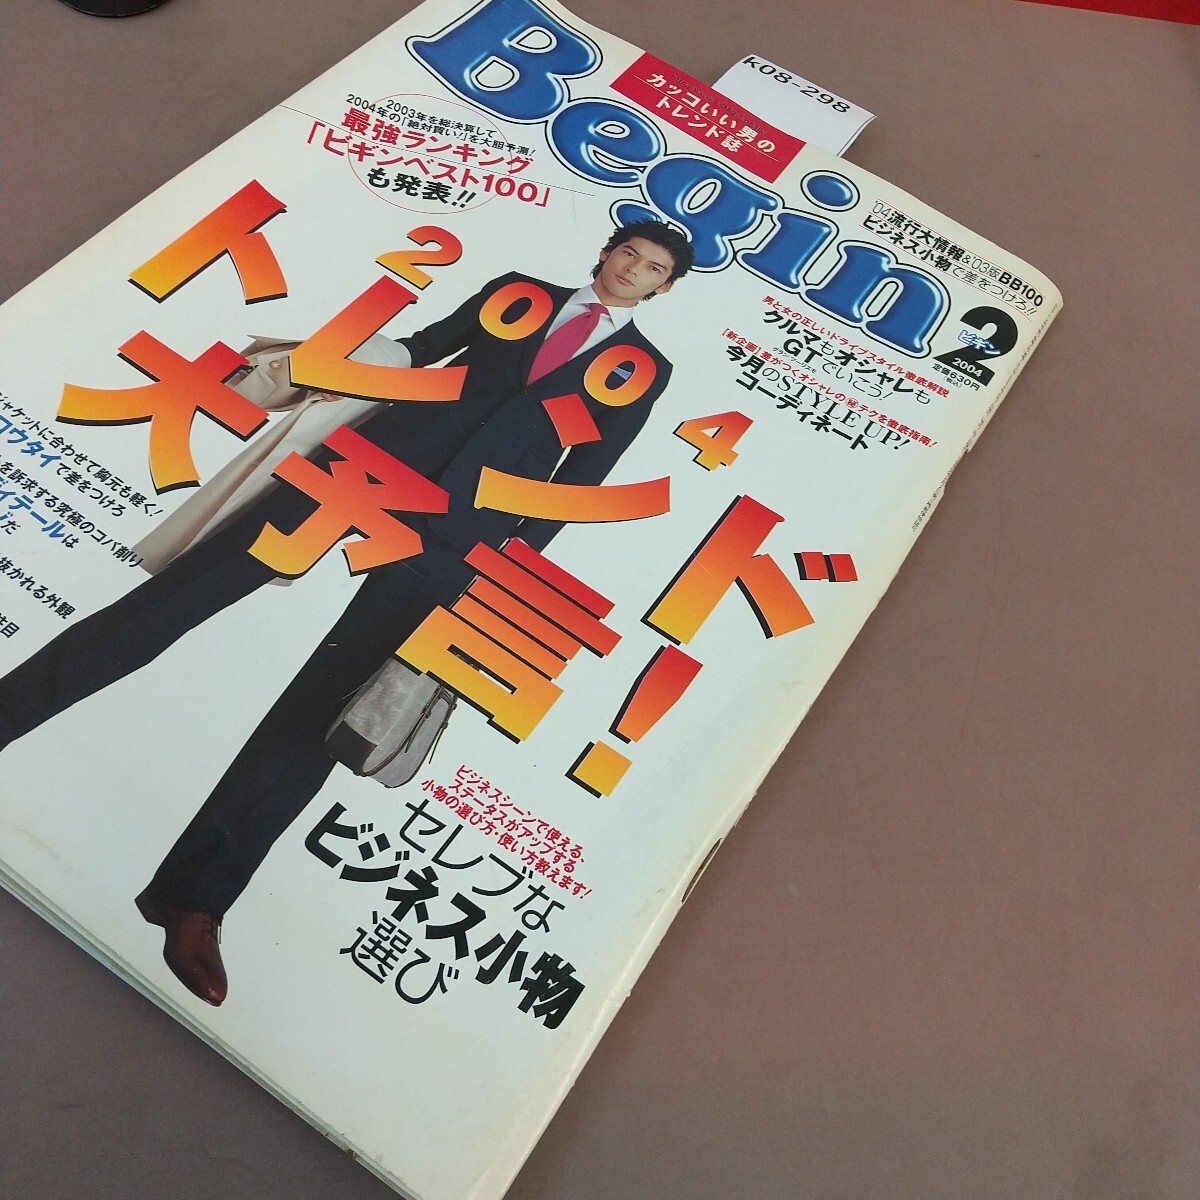 k08-298
Begin
カッコいい男の
トレンド誌
'04流行大情報&'03版BB100
ビジネス小物で差をつけろ!!
2
ビギン
2004
定価630円
(税込)
2003年を総決算して
2004年の「絶対買い!」を大胆予測!
最強ランキング
「ビギンベスト100」
も発表!!
男と女の正しいドライブスタイル徹底解説
クルマもオシャレも
GTでいこう!
[新企画]差がつくオシャレの㊙テクを徹底指南!
今月のSTYLE UP!
コーディネート
2004
トレンド
大予言!
ジャケットに合わせて胸元も軽く!
ロウタイで差をつけろ
を訴求する究極のコバ削り
ディテールは
だ
抜かれる外観
注目
ビジネスシーンで使える、
ステータスがアップする
小物の選び方・使い方教えます!
セレブな
ビジネス小物
選び